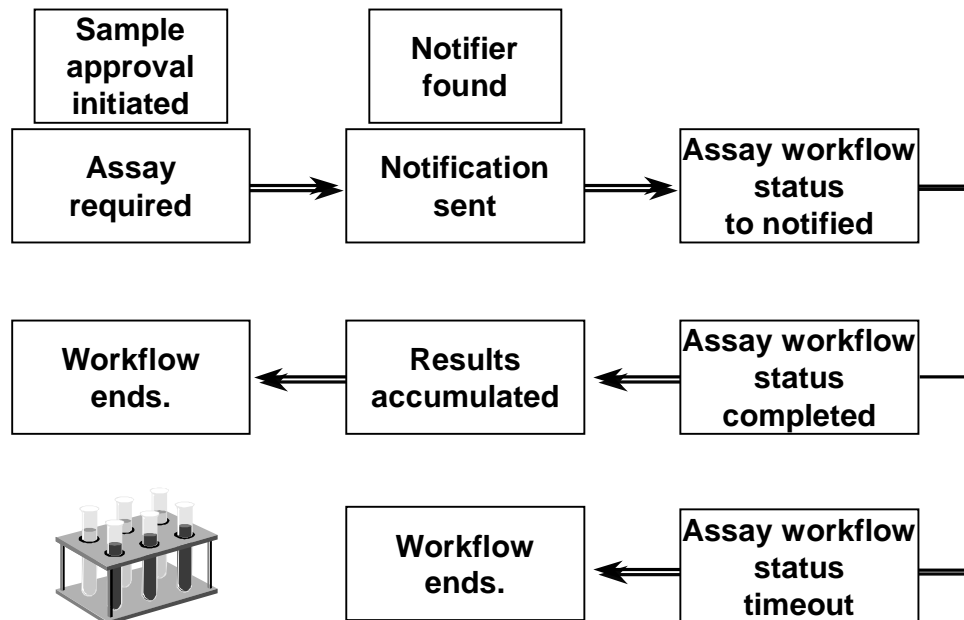 Sample
approval
initiated
Notifier
found
Assay
required
Notification
sent
Assay workflow
status
to notified
Workflow
ends.
Results
accumulated
Assay workflow
status
completed
Workflow
ends.
Assay workflow
status
timeout